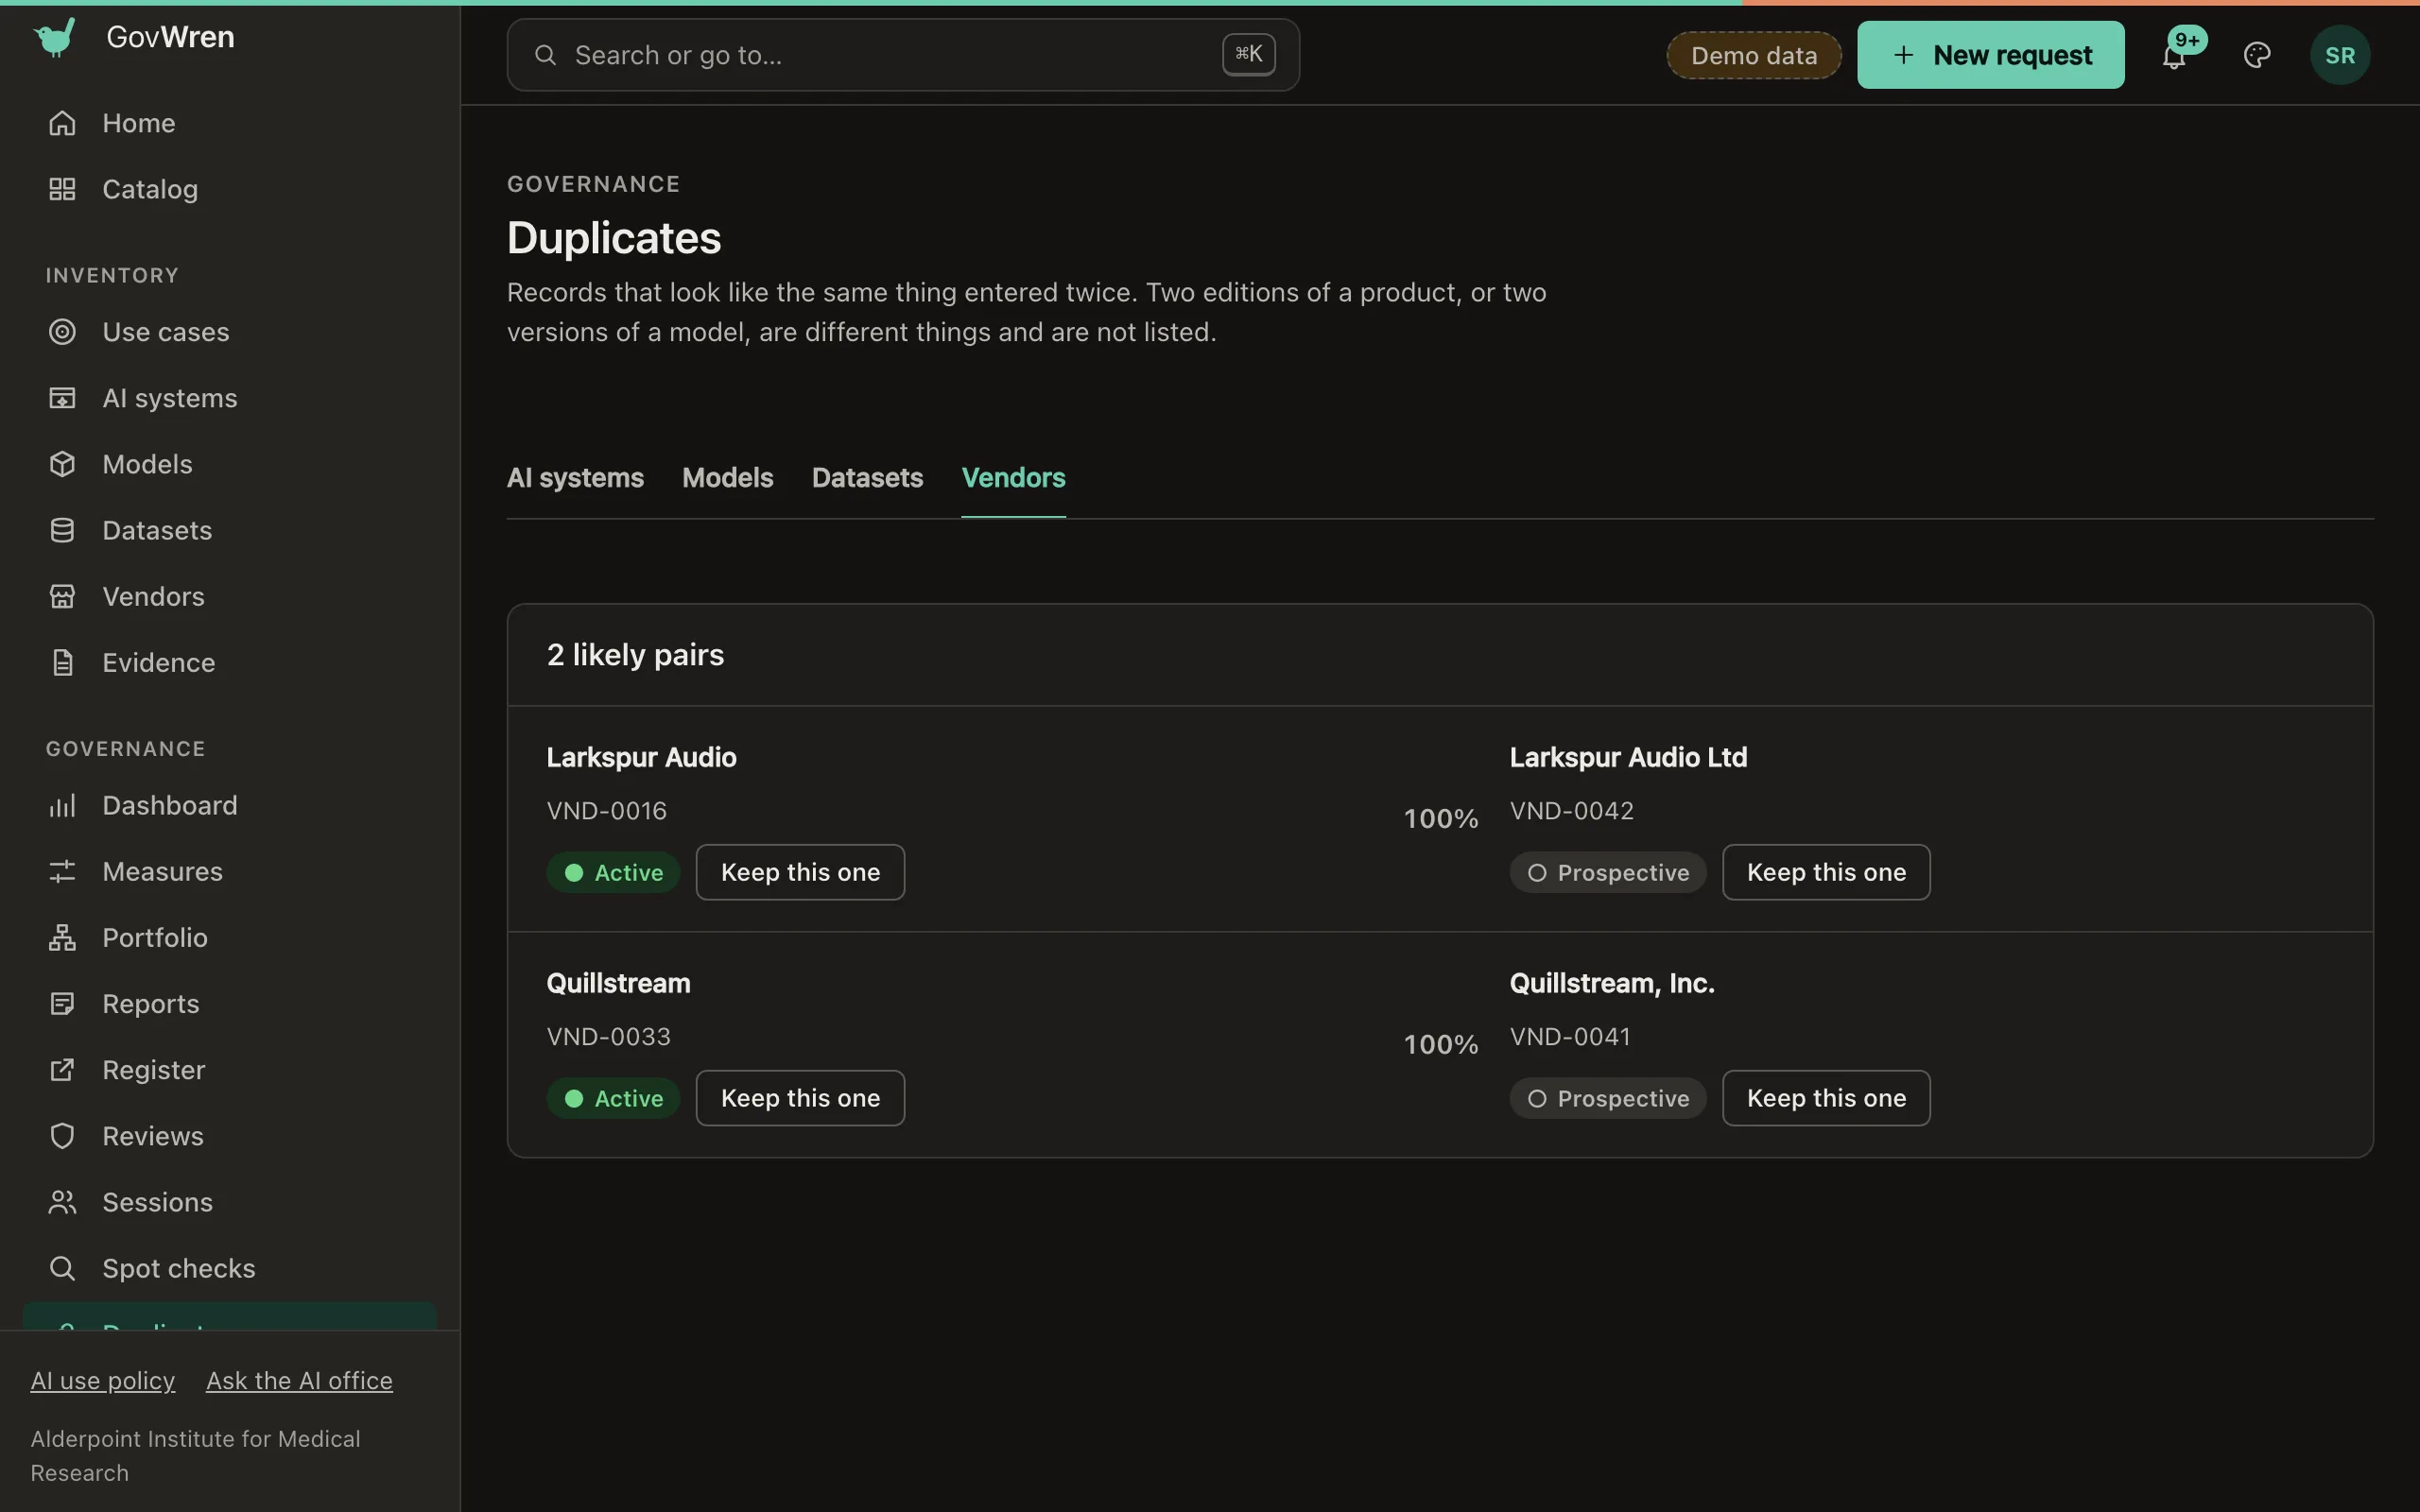 GovWren
Search or go to...
⌘K
Demo data
+ New request
9+
SR
Home
Catalog
INVENTORY
Use cases
AI systems
Models
Datasets
Vendors
Evidence
GOVERNANCE
Dashboard
Measures
Portfolio
Reports
Register
Reviews
Sessions
Spot checks
AI use policy
Ask the AI office
Alderpoint Institute for Medical
Research
GOVERNANCE
Duplicates
Records that look like the same thing entered twice. Two editions of a product, or two
versions of a model, are different things and are not listed.
AI systems
Models
Datasets
Vendors
2 likely pairs
Larkspur Audio
VND-0016
Active
Keep this one
100%
Larkspur Audio Ltd
VND-0042
Prospective
Keep this one
Quillstream
VND-0033
Active
Keep this one
100%
Quillstream, Inc.
VND-0041
Prospective
Keep this one